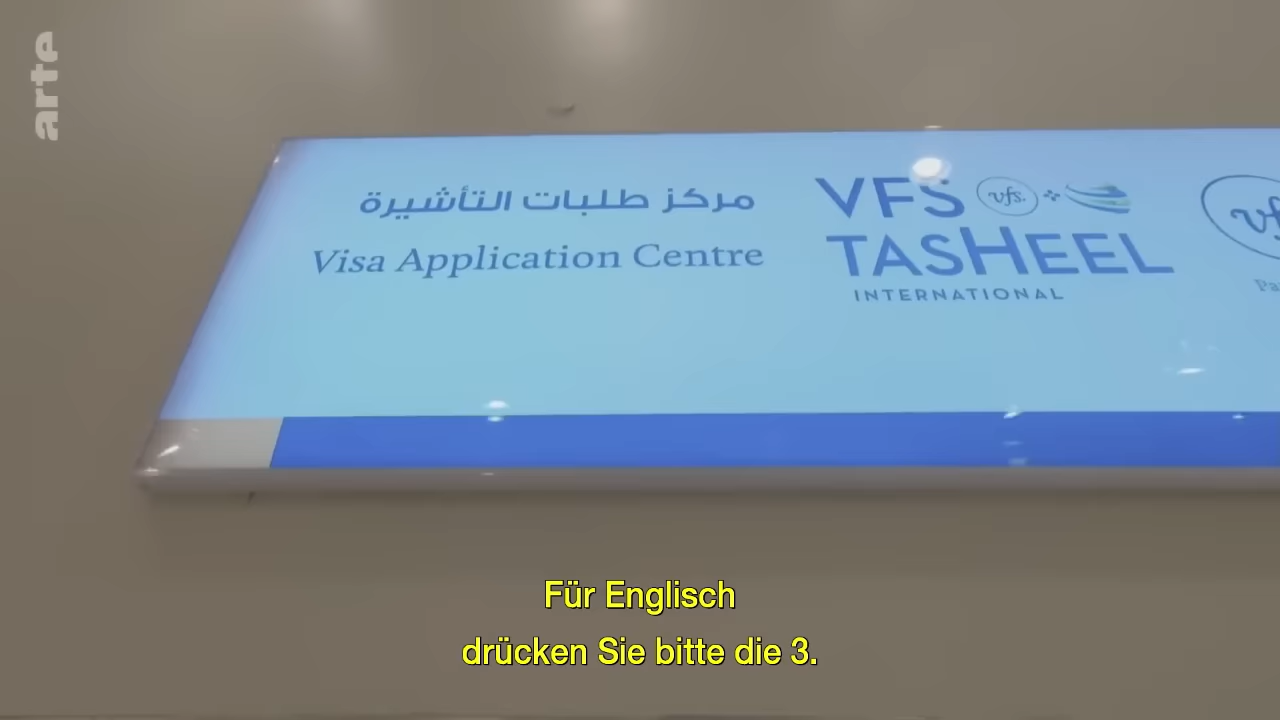 arte
مركز طلبات التأشيرة
Visa Application Centre
VFS vfs.
TASHEEL
INTERNATIONAL
Für Englisch
drücken Sie bitte die 3.